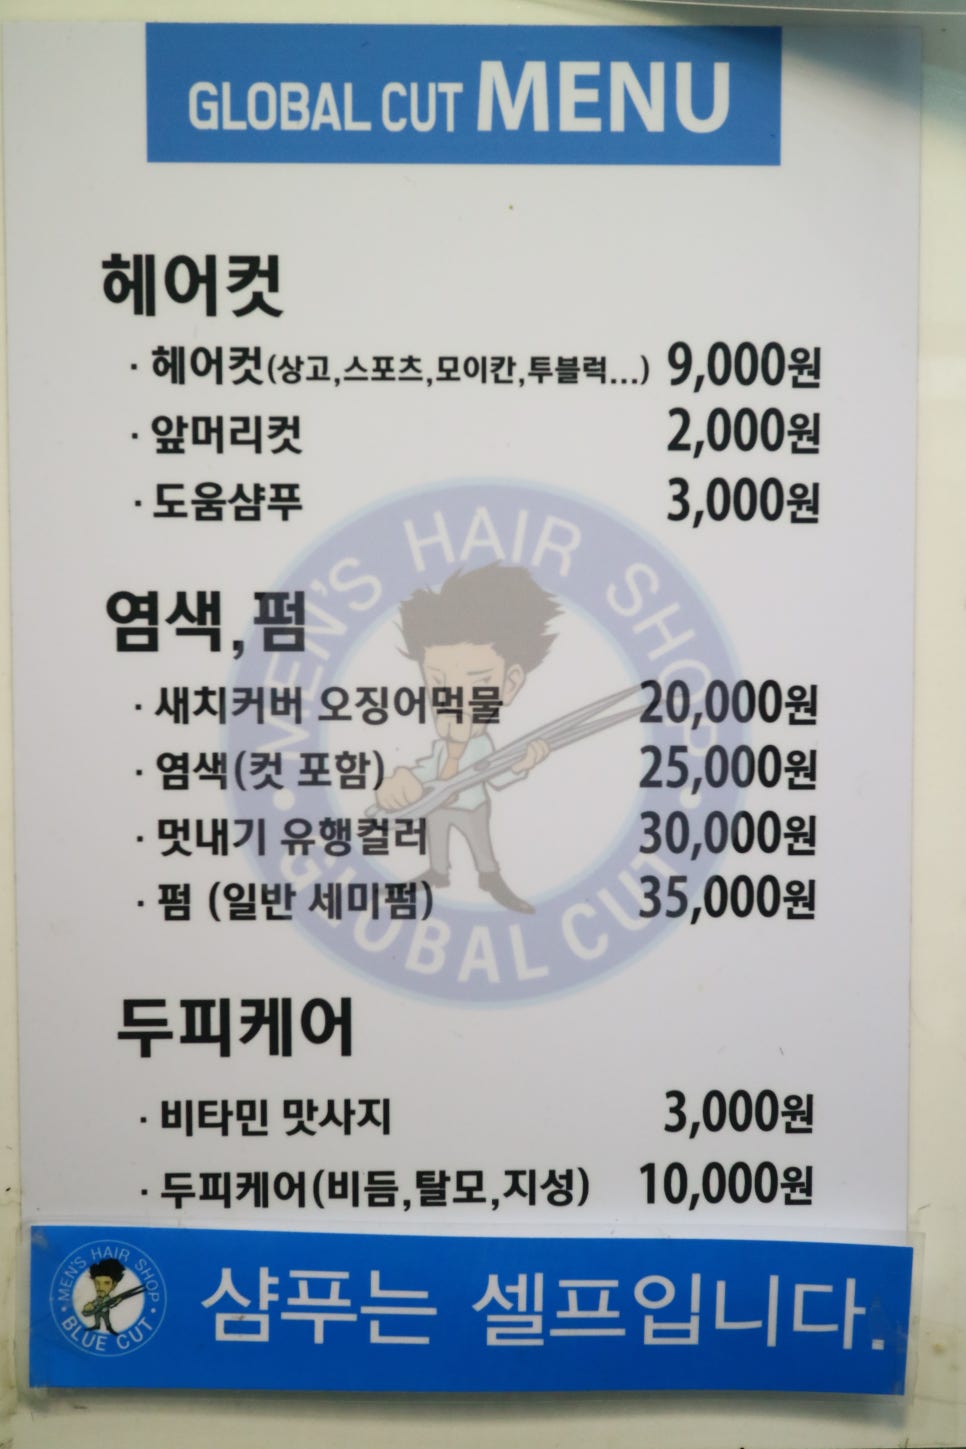 GLOBAL CUT MENU
헤어컷
· 헤어컷(상고,스포츠,모이칸,투블럭...) 9,000원
· 앞머리컷 2,000원
· 도움샴푸 3,000원
염색,펌
· 새치커버 오징어먹물 20,000원
· 염색(컷 포함) 25,000원
· 멋내기 유행컬러 30,000원
· 펌 (일반 세미펌) 35,000원
두피케어
· 비타민 맛사지 3,000원
· 두피케어(비듬,탈모,지성) 10,000원
MEN'S HAIR SHOP
GLOBAL CUT
MEN'S HAIR SHOP
BLUE CUT
샴푸는 셀프입니다.